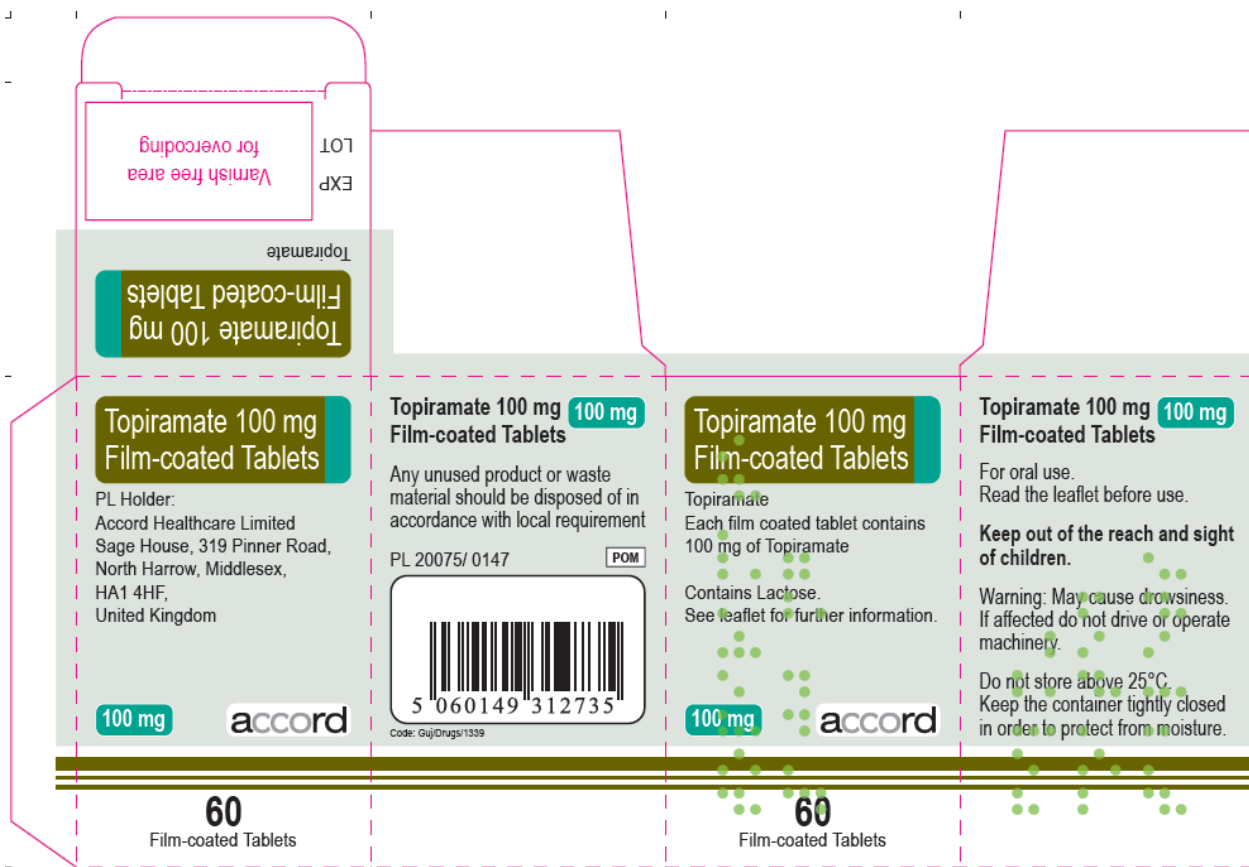 Varnish free area
for overcoding
EXP
LOT
Topiramate
Topiramate 100 mg
Film-coated Tablets
Topiramate 100 mg
Film-coated Tablets
PL Holder:
Accord Healthcare Limited
Sage House, 319 Pinner Road,
North Harrow, Middlesex,
HA1 4HF,
United Kingdom
100 mg
accord
60
Film-coated Tablets
Topiramate 100 mg 100 mg
Film-coated Tablets
Any unused product or waste
material should be disposed of in
accordance with local requirement
PL 20075/ 0147
POM
5 060149 312735
Code: Guj/Drugs/1339
Topiramate 100 mg
Film-coated Tablets
Topiramate
Each film coated tablet contains
100 mg of Topiramate
Contains Lactose.
See leaflet for further information.
100 mg
accord
60
Film-coated Tablets
Topiramate 100 mg 100 mg
Film-coated Tablets
For oral use.
Read the leaflet before use.
Keep out of the reach and sight
of children.
Warning: May cause drowsiness.
If affected do not drive or operate
machinery.
Do not store above 25°C.
Keep the container tightly closed
in order to protect from moisture.